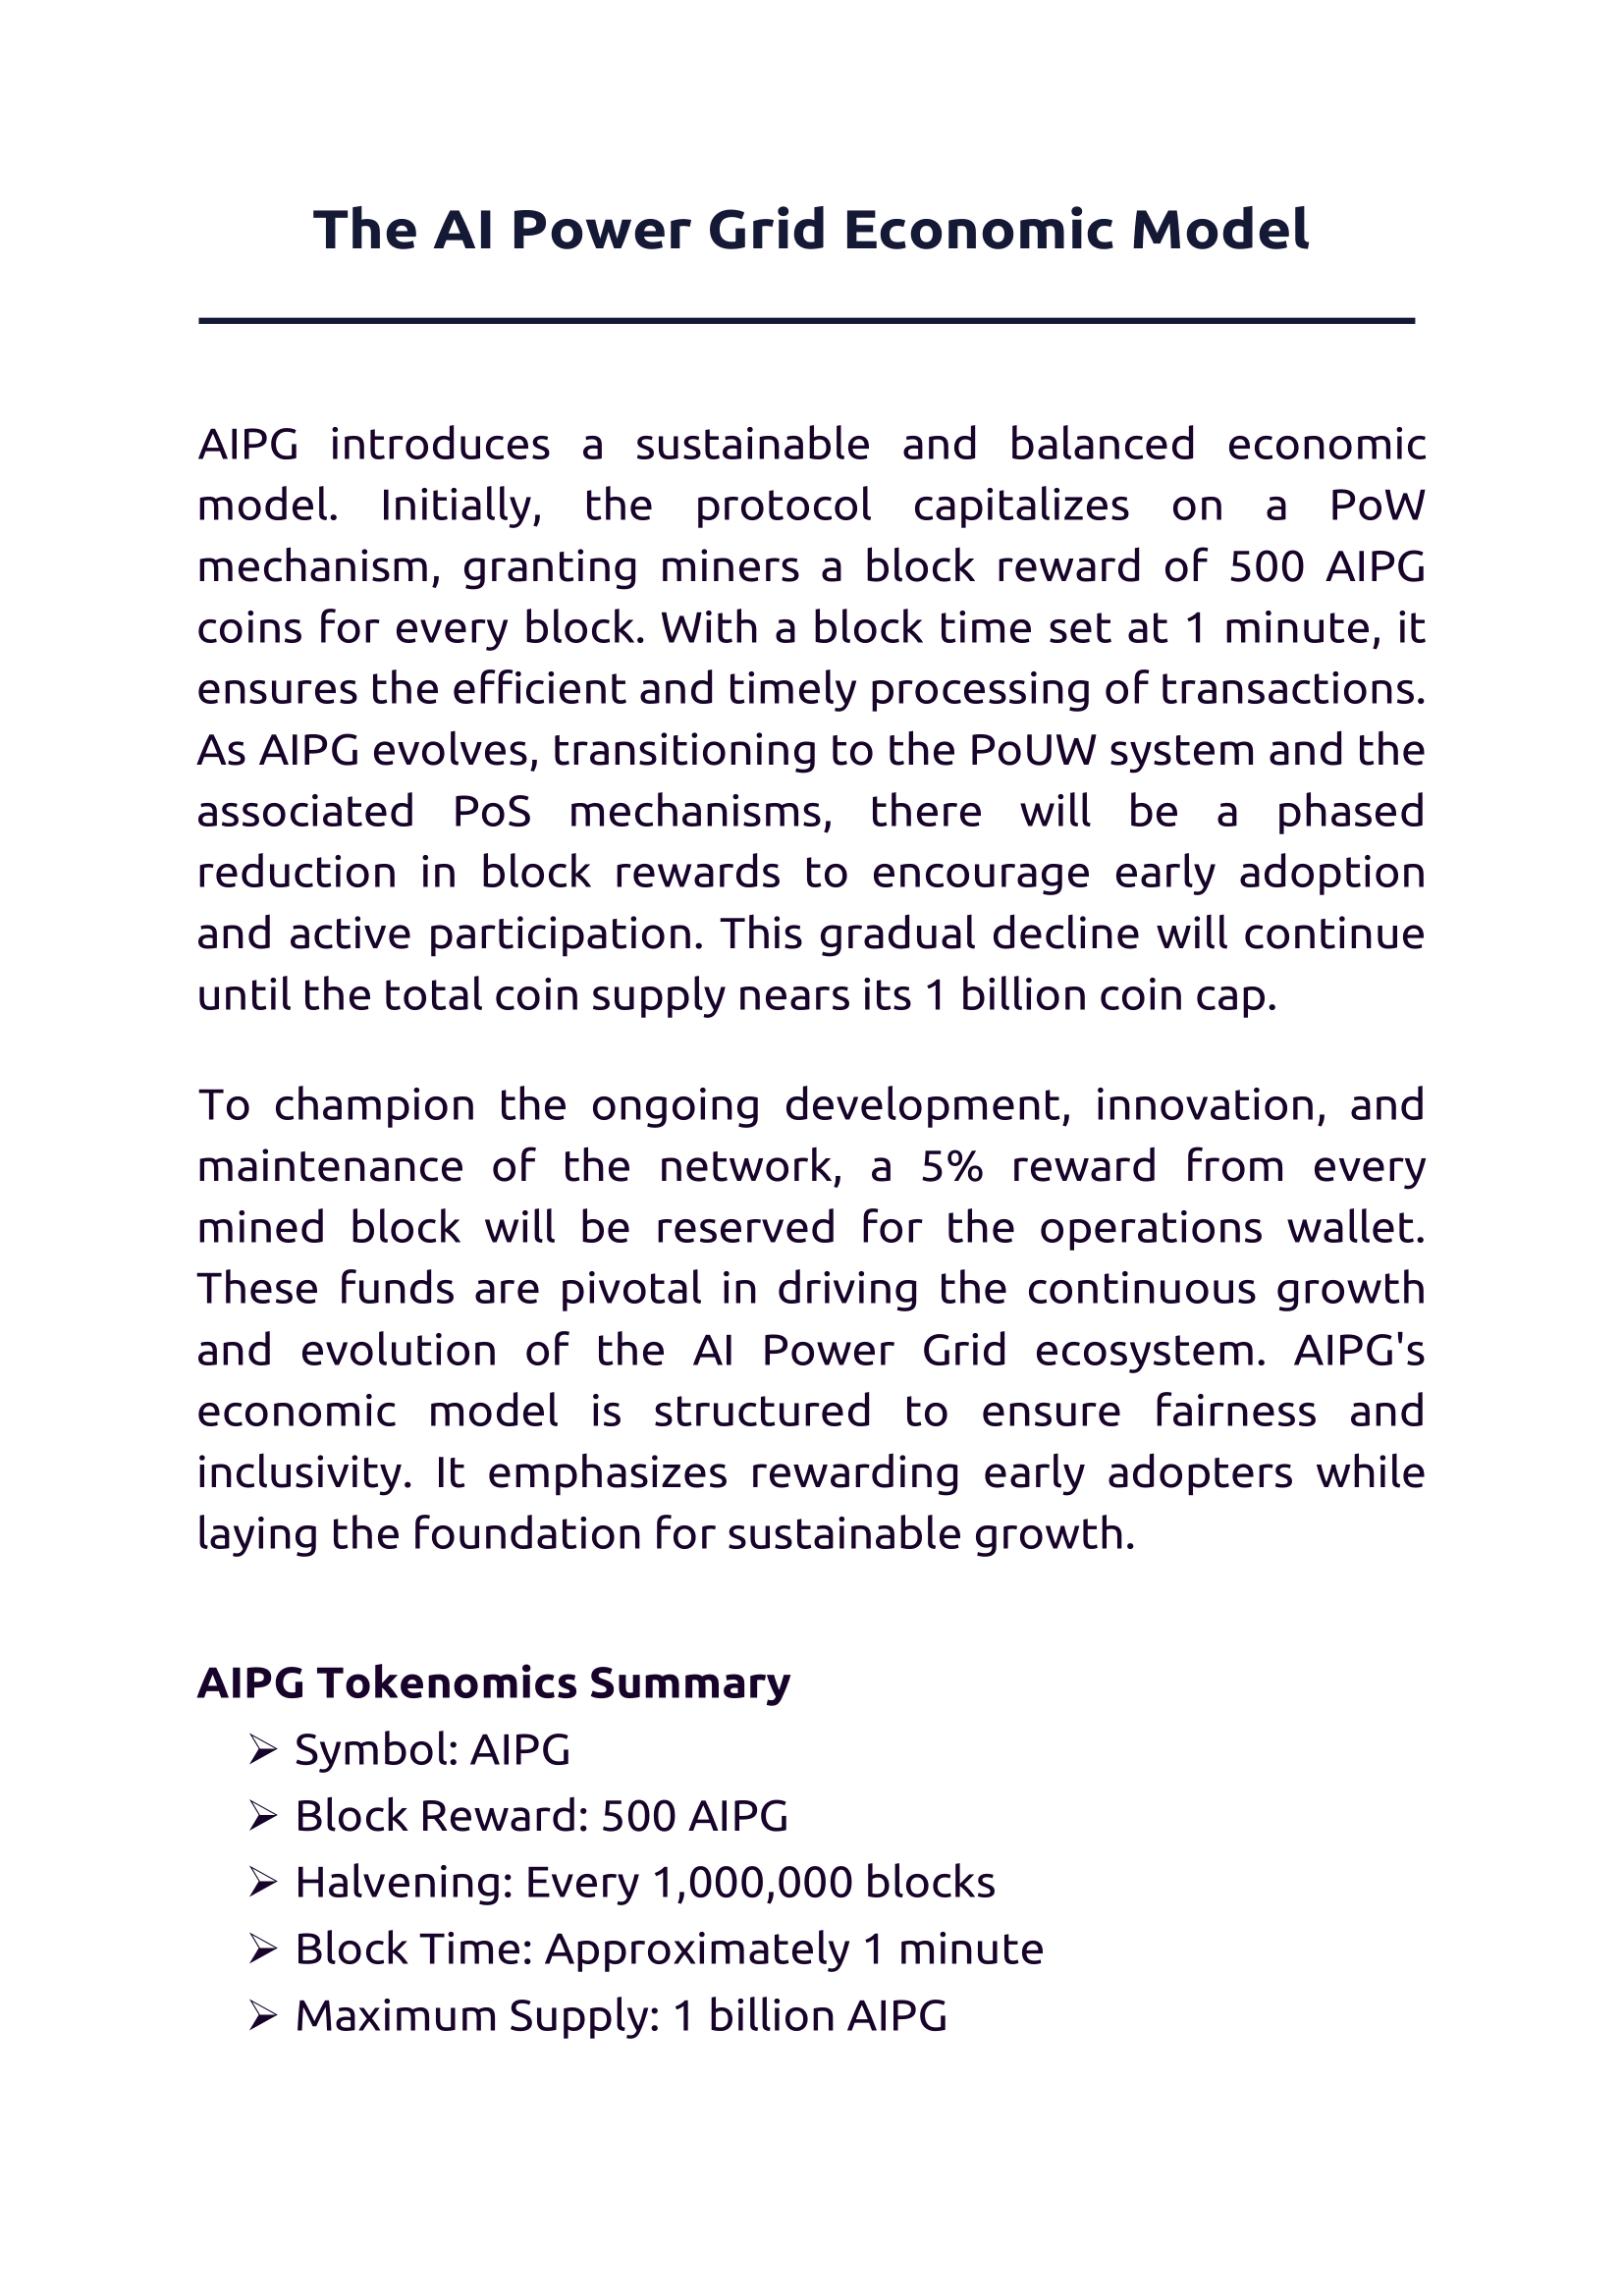 The AI Power Grid Economic Model
AIPG introduces a sustainable and balanced economic
model. Initially, the protocol capitalizes on a PoW
mechanism, granting miners a block reward of 500 AIPG
coins for every block. With a block time set at 1 minute, it
ensures the efficient and timely processing of transactions.
As AIPG evolves, transitioning to the PoUW system and the
associated PoS mechanisms, there will be a phased
reduction in block rewards to encourage early adoption
and active participation. This gradual decline will continue
until the total coin supply nears its 1 billion coin cap.
To champion the ongoing development, innovation, and
maintenance of the network, a 5% reward from every
mined block will be reserved for the operations wallet.
These funds are pivotal in driving the continuous growth
and evolution of the AI Power Grid ecosystem. AIPG's
economic model is structured to ensure fairness and
inclusivity. It emphasizes rewarding early adopters while
laying the foundation for sustainable growth.
AIPG Tokenomics Summary
➢ Symbol: AIPG
➢ Block Reward: 500 AIPG
➢ Halvening: Every 1,000,000 blocks
➢ Block Time: Approximately 1 minute
➢ Maximum Supply: 1 billion AIPG